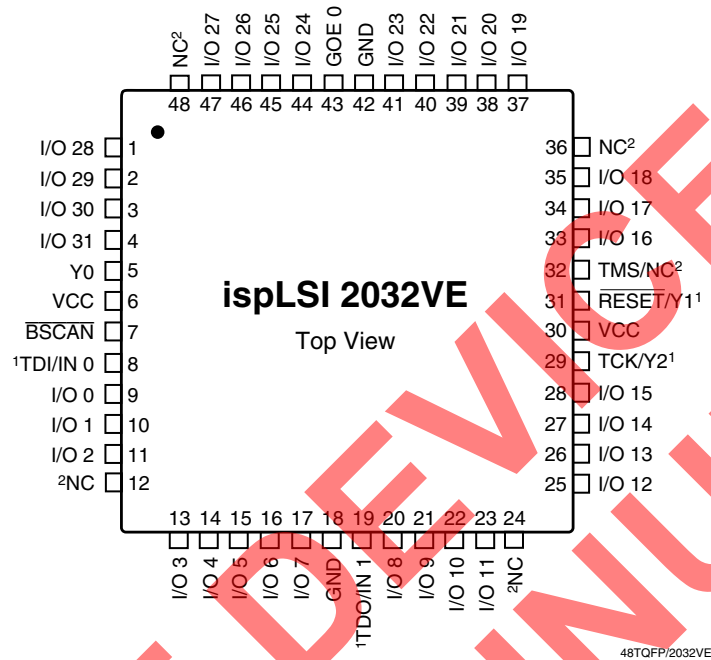 NC²
I/O 27
I/O 26
I/O 25
I/O 24
GOE 0
GND
I/O 23
I/O 22
I/O 21
I/O 20
I/O 19
48 47 46 45 44 43 42 41 40 39 38 37
I/O 28 1
I/O 29 2
I/O 30 3
I/O 31 4
Y0 5
VCC 6
BSCAN 7
¹TDI/IN 0 8
I/O 0 9
I/O 1 10
I/O 2 11
²NC 12
ispLSI 2032VE
Top View
36 NC²
35 I/O 18
34 I/O 17
33 I/O 16
32 TMS/NC²
31 RESET/Y1¹
30 VCC
29 TCK/Y2¹
28 I/O 15
27 I/O 14
26 I/O 13
25 I/O 12
13 14 15 16 17 18 19 20 21 22 23 24
I/O 3
I/O 4
I/O 5
I/O 6
I/O 7
GND
¹TDO/IN 1
I/O 8
I/O 9
I/O 10
I/O 11
²NC
48TQFP/2032VE
DEVICE